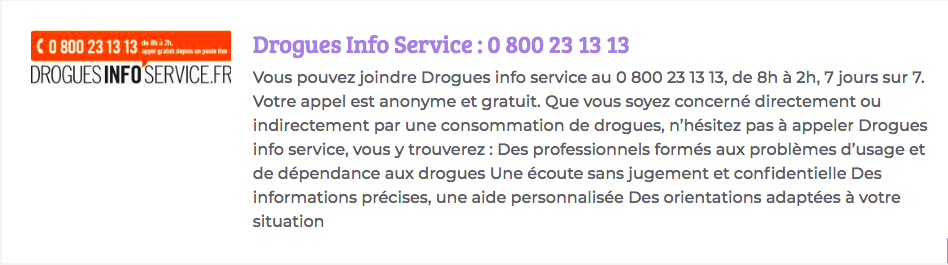 0 800 23 13 13 de 8h à 2h,
appel gratuit depuis un poste fixe
DROGUES INFO SERVICE.FR
Drogues Info Service : 0 800 23 13 13
Vous pouvez joindre Drogues info service au 0 800 23 13 13, de 8h à 2h, 7 jours sur 7.
Votre appel est anonyme et gratuit. Que vous soyez concerné directement ou
indirectement par une consommation de drogues, n’hésitez pas à appeler Drogues
info service, vous y trouverez : Des professionnels formés aux problèmes d’usage et
de dépendance aux drogues Une écoute sans jugement et confidentielle Des
informations précises, une aide personnalisée Des orientations adaptées à votre
situation